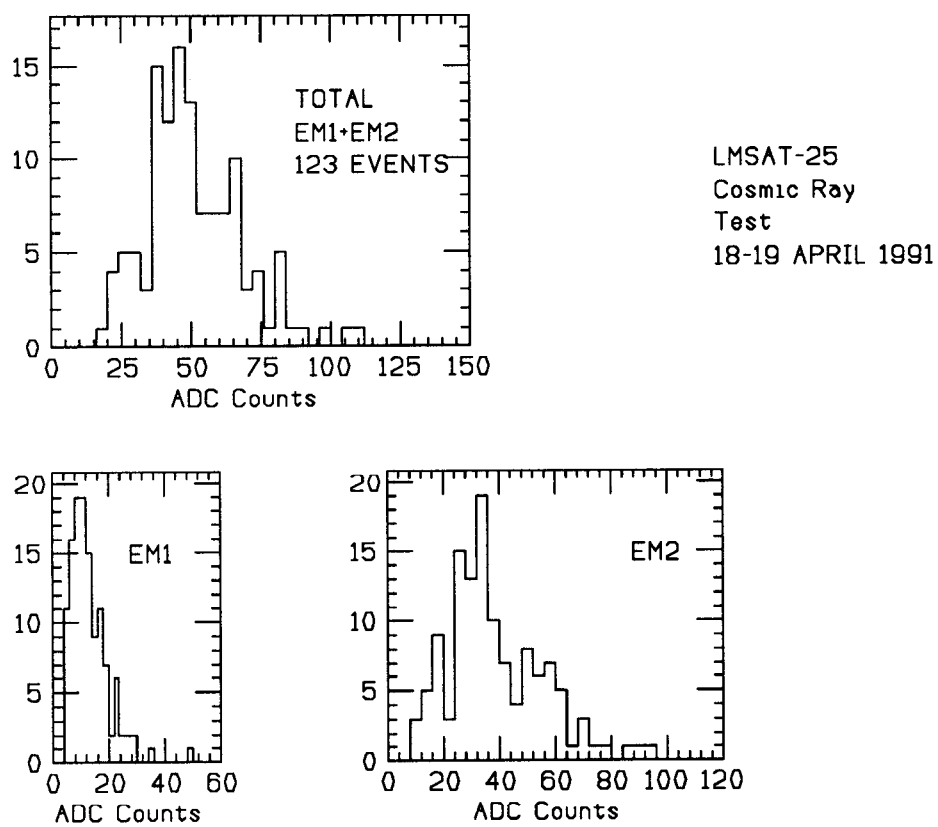 15
10
5
0
TOTAL
EM1+EM2
123 EVENTS
0 25 50 75 100 125 150
ADC Counts
LMSAT-25
Cosmic Ray
Test
18-19 APRIL 1991
20
15
10
5
0
EM1
0 20 40 60
ADC Counts
20
15
10
5
0
EM2
0 20 40 60 80 100 120
ADC Counts